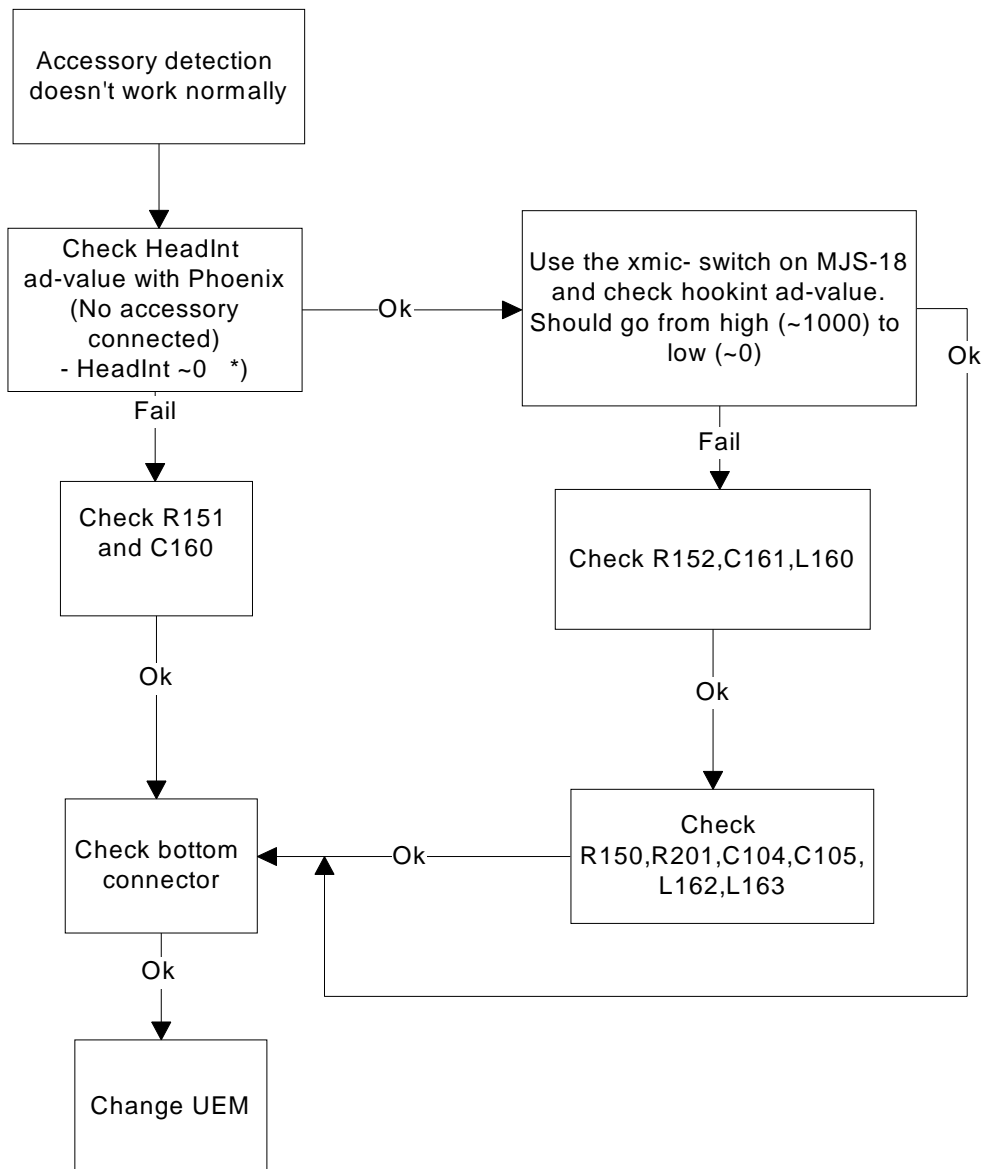 Accessory detection
doesn't work normally
Check HeadInt
ad-value with Phoenix
(No accessory
connected)
- HeadInt ~0 *)
Ok
Use the xmic- switch on MJS-18
and check hookint ad-value.
Should go from high (~1000) to
low (~0)
Ok
Fail
Fail
Check R151
and C160
Check R152,C161,L160
Ok
Ok
Check bottom
connector
Ok
Check
R150,R201,C104,C105,
L162,L163
Ok
Change UEM